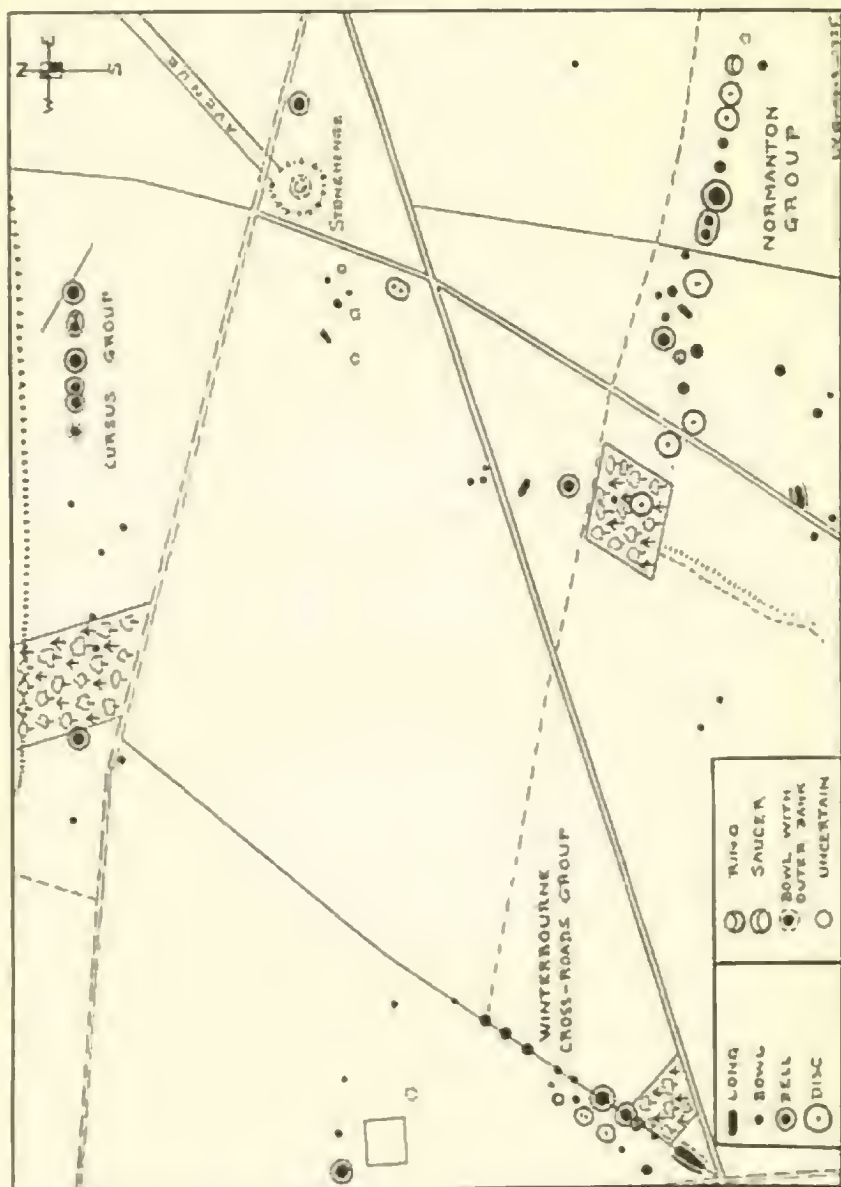 N
W E
S
AVENUE
STONEHENGE
CURSUS GROUP
NORMANTON
GROUP
WINTERBOURNE
CROSS-ROADS GROUP
LONG
BOWL
BELL
DISC
RING
SAUCER
BOWL WITH
OUTER BANK
UNCERTAIN